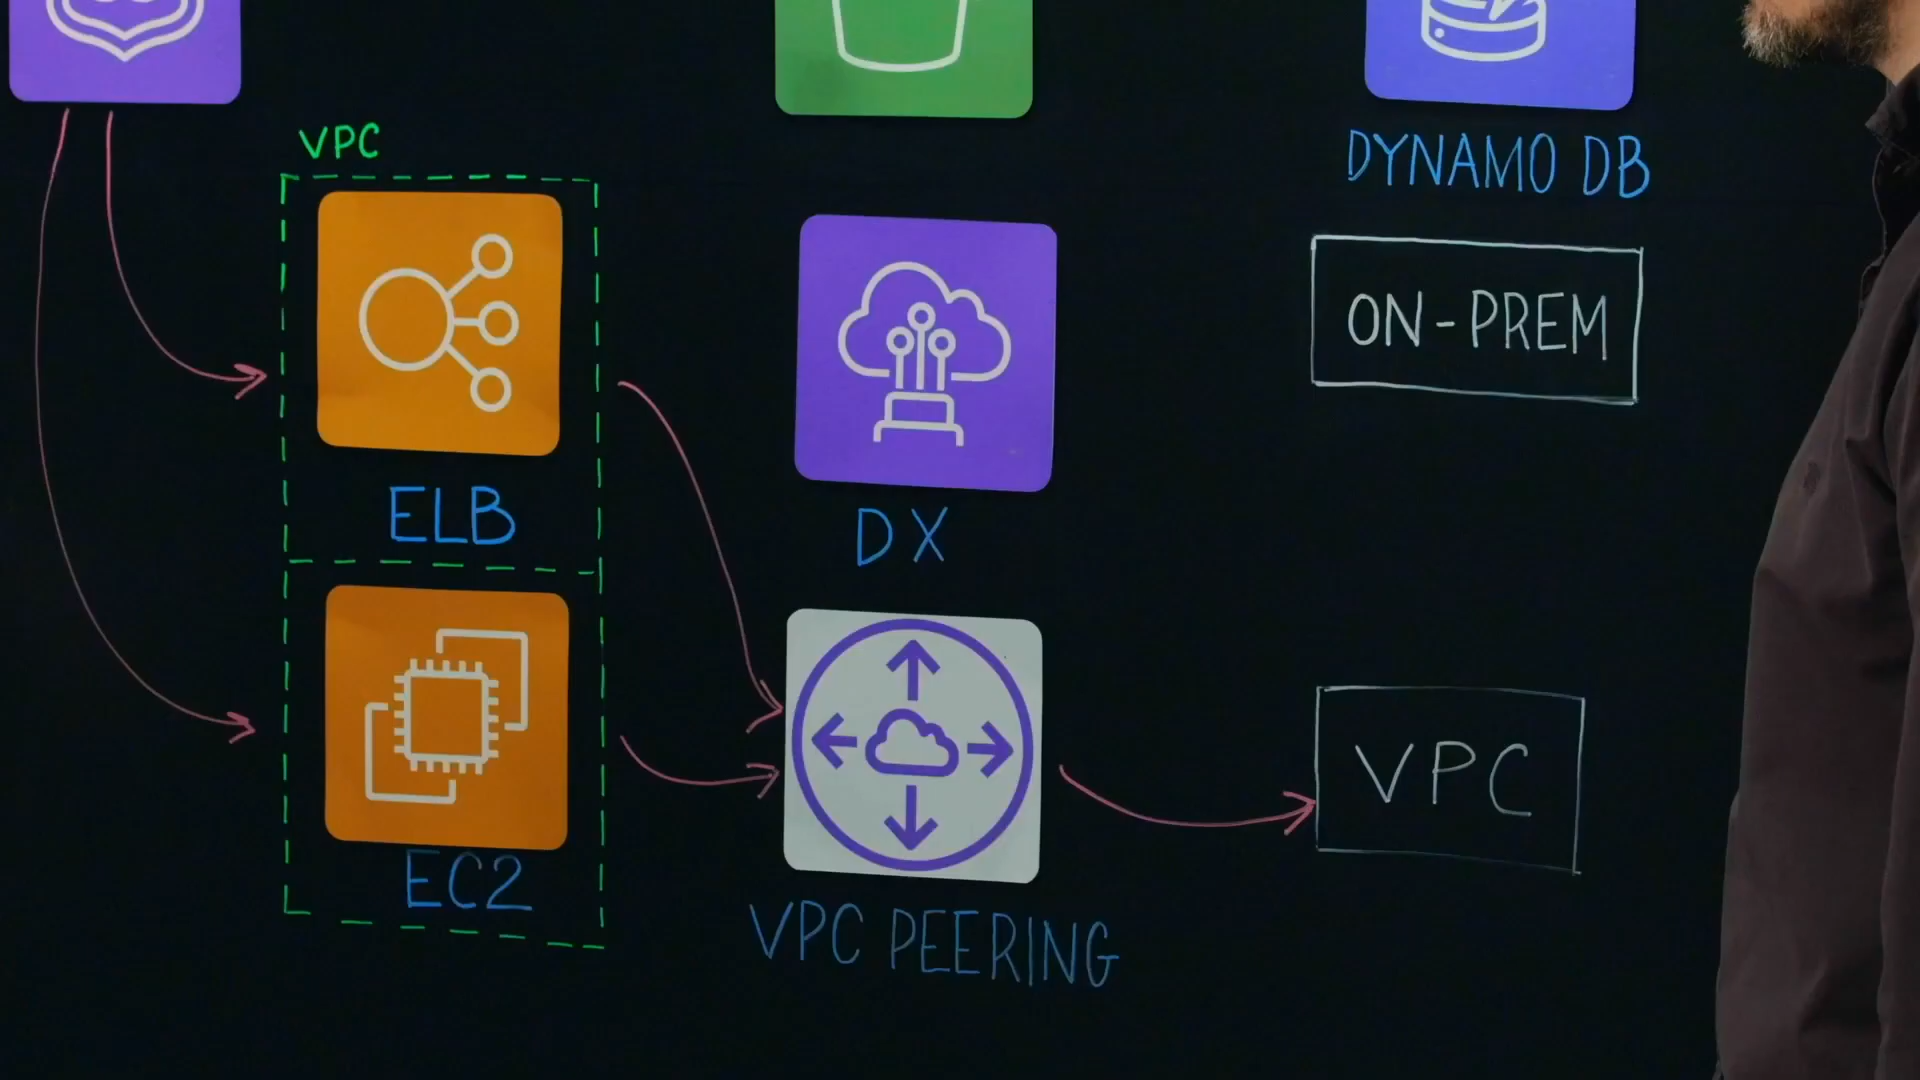 VPC
DYNAMO DB
ON-PREM
ELB
DX
VPC
EC2
VPC PEERING